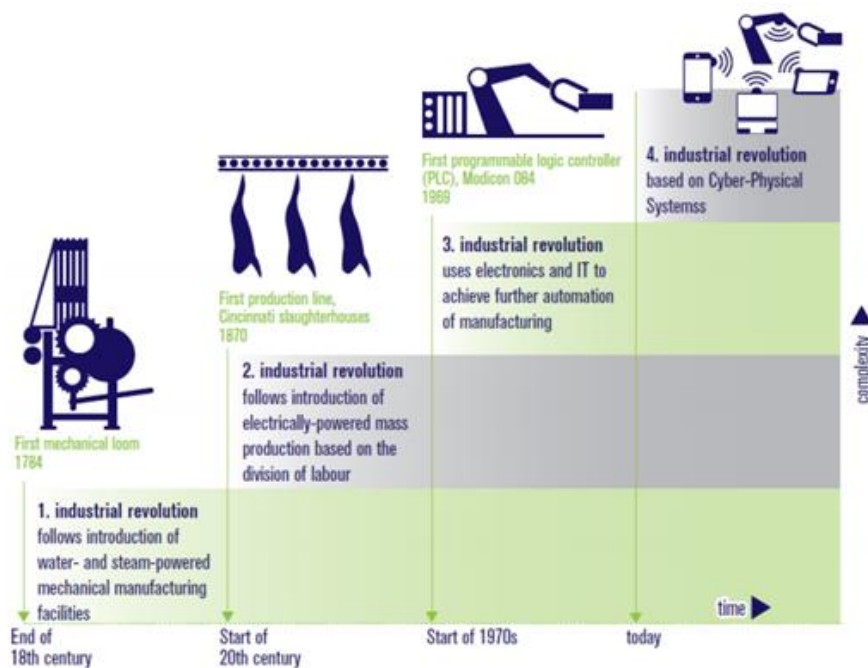 First mechanical loom
1784
1. industrial revolution
follows introduction of
water- and steam-powered
mechanical manufacturing
facilities
End of
18th century
First production line,
Cincinnati slaughterhouses
1870
2. industrial revolution
follows introduction of
electrically-powered mass
production based on the
division of labour
Start of
20th century
First programmable logic controller
(PLC), Modicon 084
1969
3. industrial revolution
uses electronics and IT to
achieve further automation
of manufacturing
Start of 1970s
4. industrial revolution
based on Cyber-Physical
Systemss
today
time
complexity